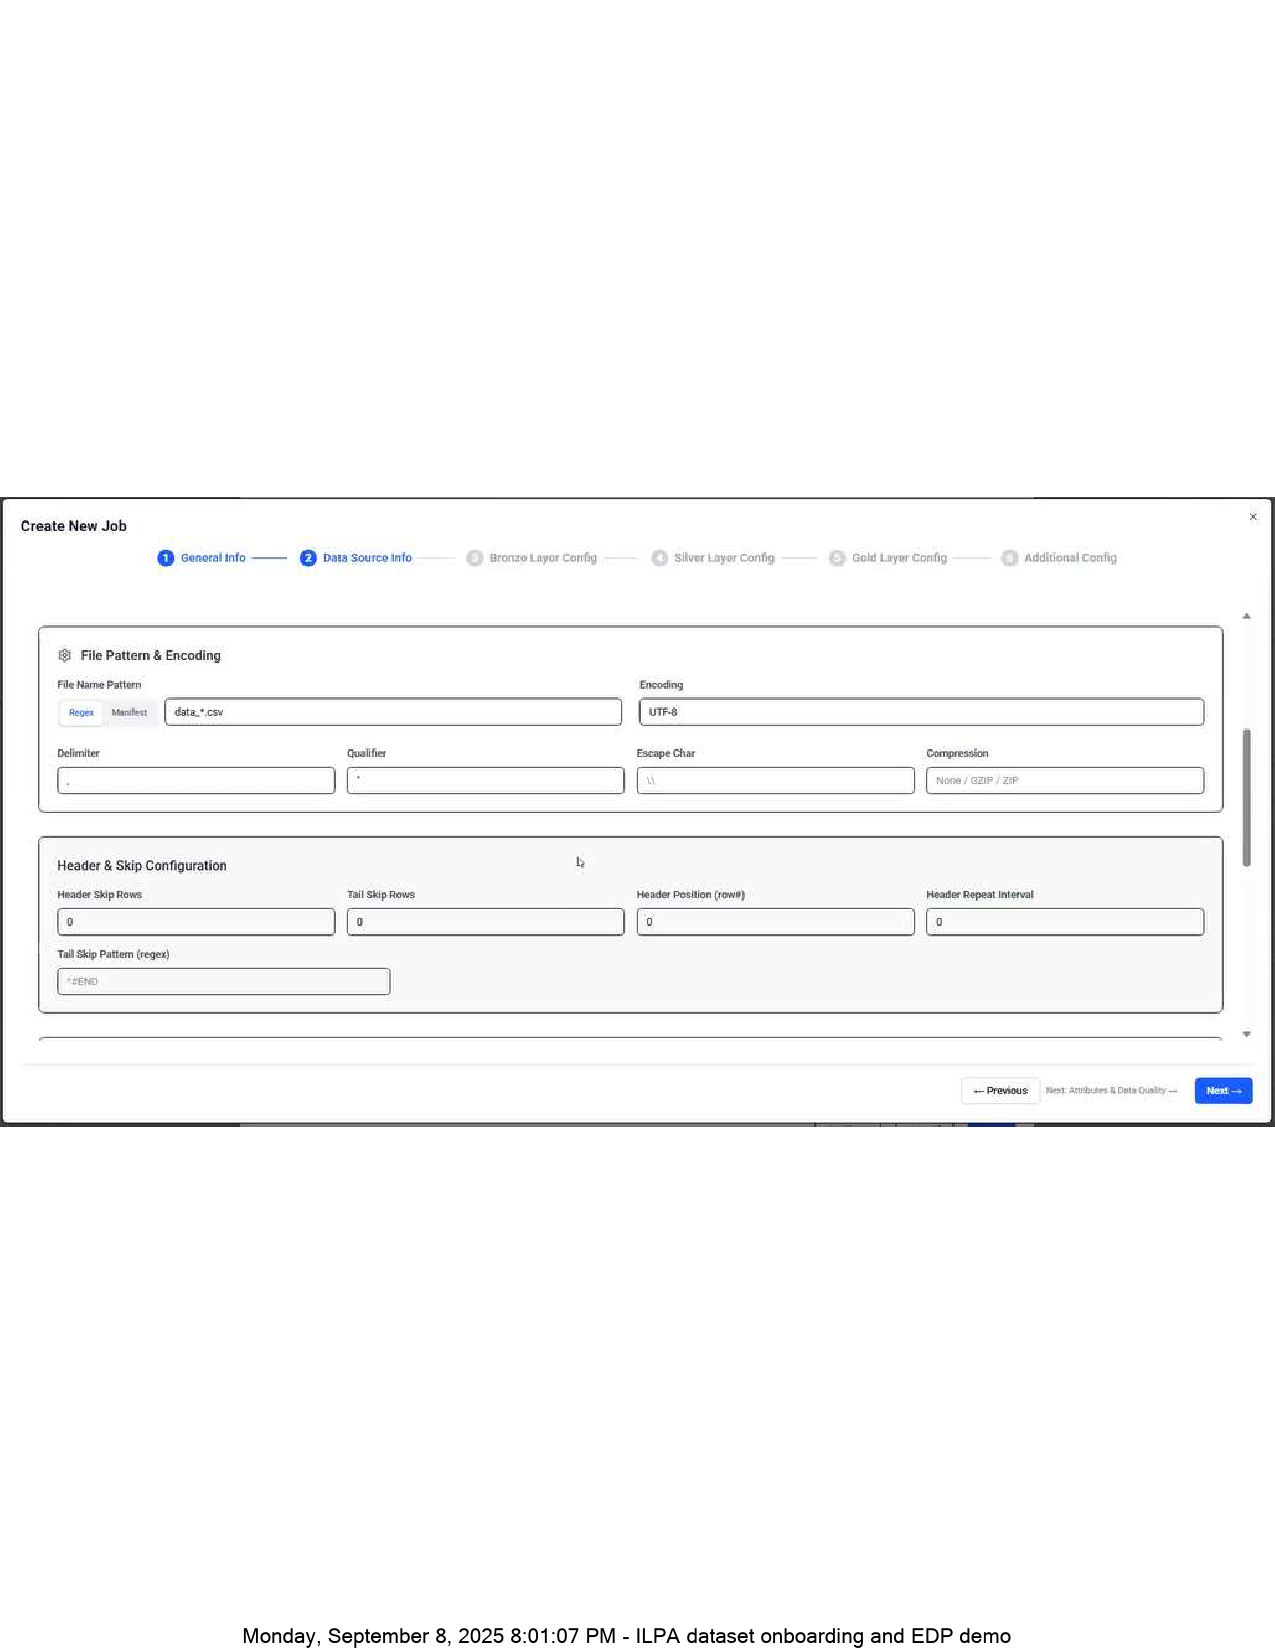 Create New Job
×
1 General Info
2 Data Source Info
3 Bronze Layer Config
4 Silver Layer Config
5 Gold Layer Config
6 Additional Config
File Pattern & Encoding
File Name Pattern
Encoding
Regex Manifest data_*.csv
UTF-8
Delimiter Qualifier Escape Char Compression
\\ None / GZIP / ZIP
Header & Skip Configuration
Header Skip Rows Tail Skip Rows Header Position (row#) Header Repeat Interval
0 0 0 0
Tail Skip Pattern (regex)
^#END
← Previous Next: Attributes & Data Quality → Next →
Monday, September 8, 2025 8:01:07 PM - ILPA dataset onboarding and EDP demo